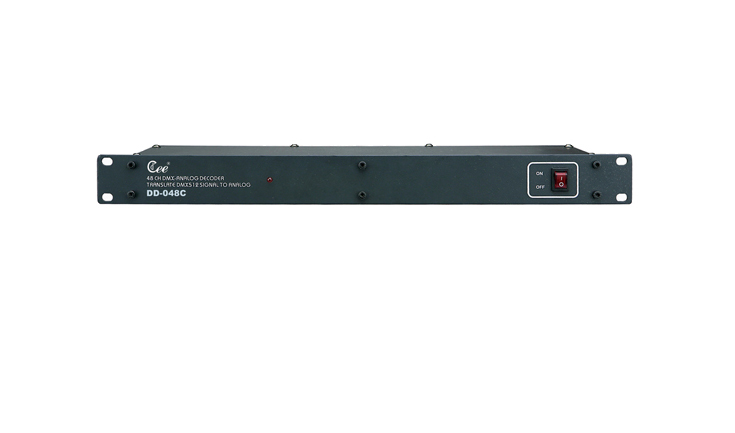 Cee®
48 CH DMX-ANALOG DECODER
TRANSLATE DMX512 SIGNAL TO ANALOG
DD-048C
ON
OFF